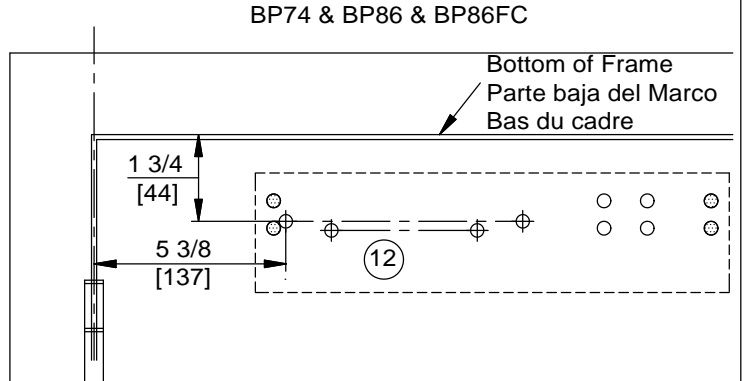 BP74 & BP86 & BP86FC
Bottom of Frame
Parte baja del Marco
Bas du cadre
1 3/4
[44]
5 3/8
[137]
12